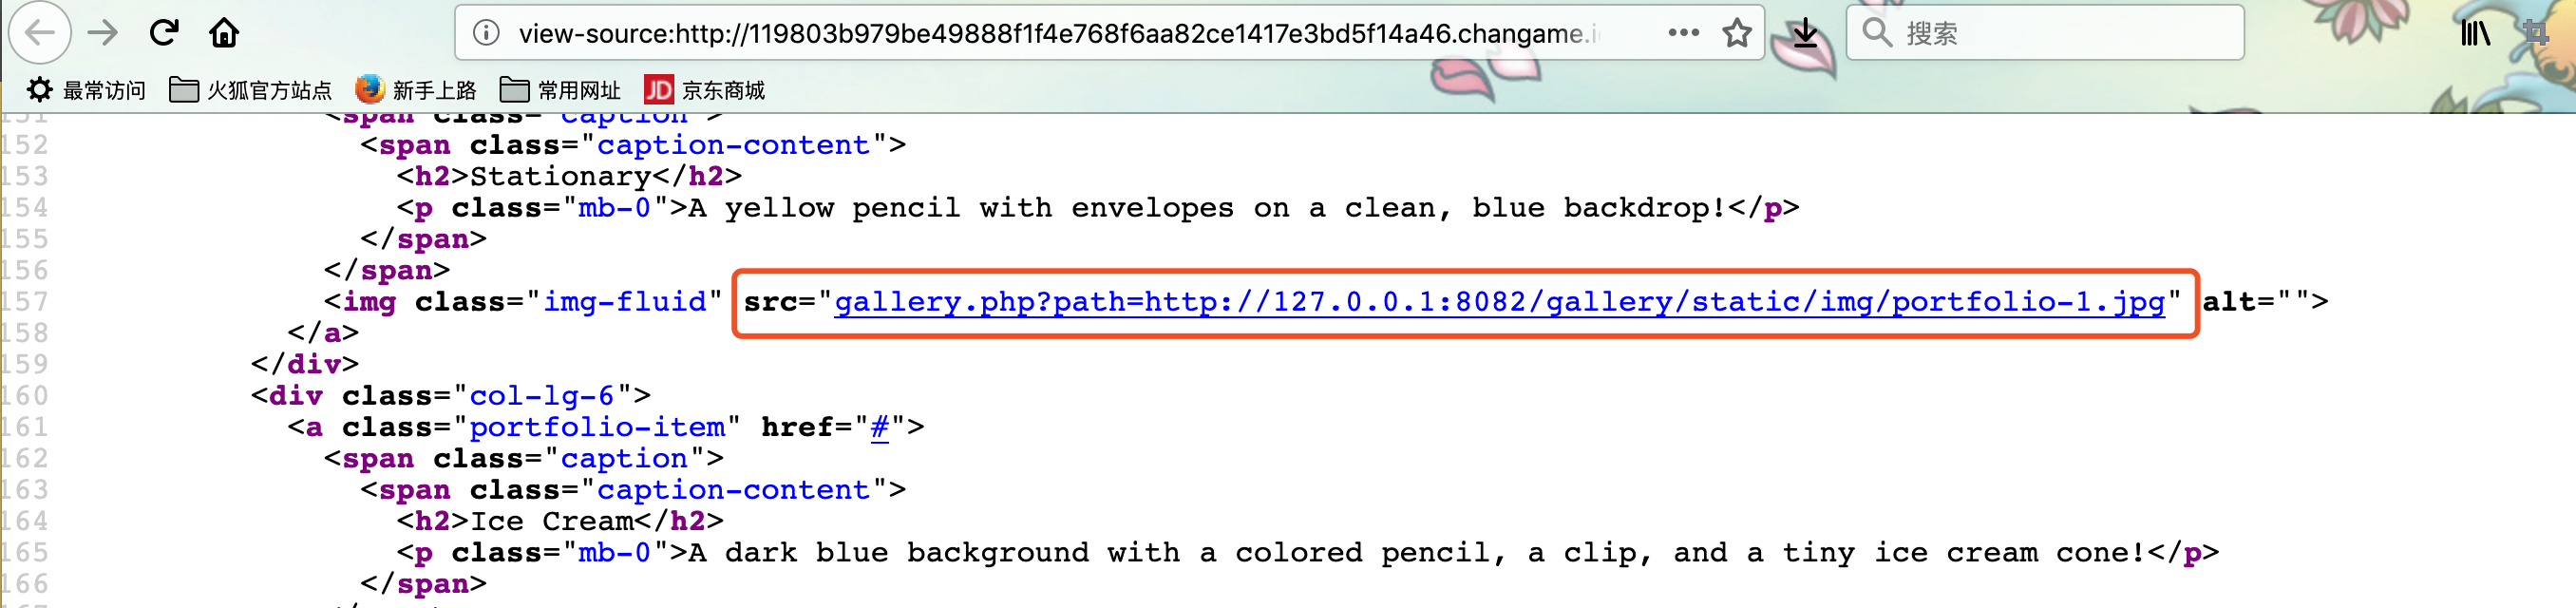 view-source:http://119803b979be49888f1f4e768f6aa82ce1417e3bd5f14a46.changame.i
搜索
最常访问 火狐官方站点 新手上路 常用网址 JD 京东商城
151 <span class="caption">
152 <span class="caption-content">
153 <h2>Stationary</h2>
154 <p class="mb-0">A yellow pencil with envelopes on a clean, blue backdrop!</p>
155 </span>
156 </span>
157 <img class="img-fluid" src="gallery.php?path=http://127.0.0.1:8082/gallery/static/img/portfolio-1.jpg" alt="">
158 </a>
159 </div>
160 <div class="col-lg-6">
161 <a class="portfolio-item" href="#">
162 <span class="caption">
163 <span class="caption-content">
164 <h2>Ice Cream</h2>
165 <p class="mb-0">A dark blue background with a colored pencil, a clip, and a tiny ice cream cone!</p>
166 </span>